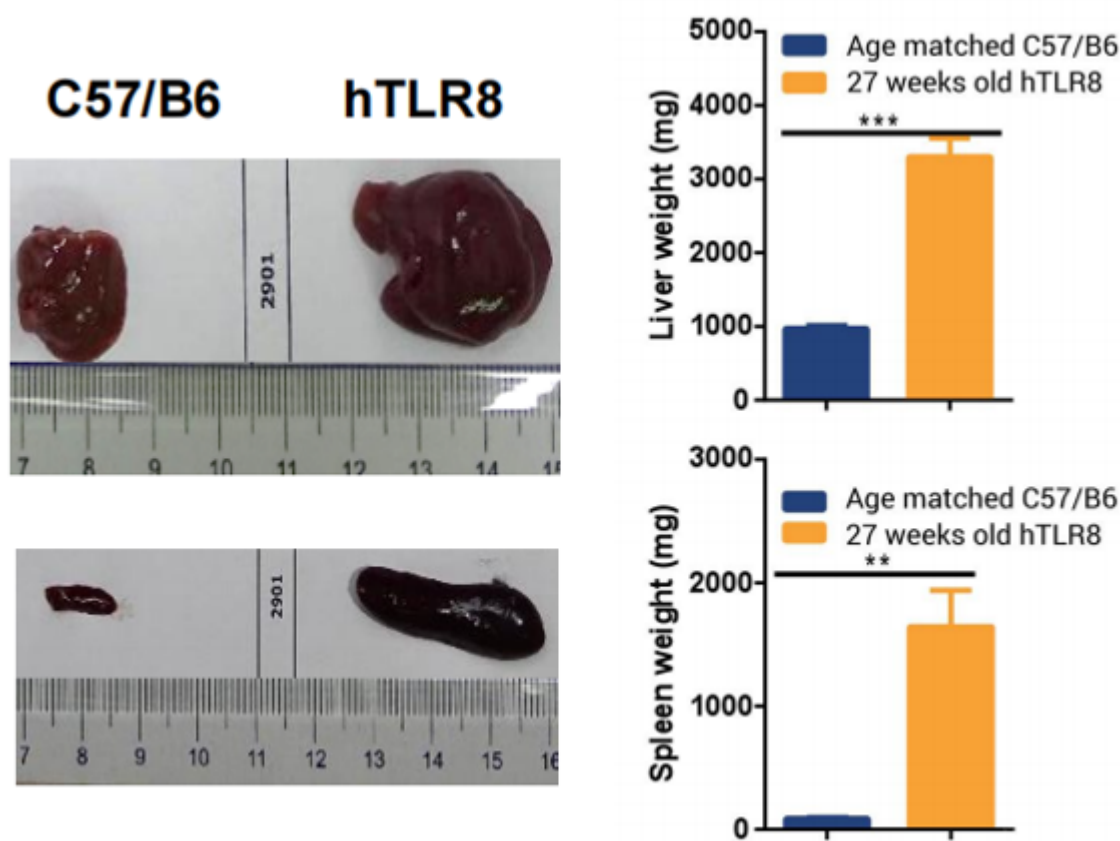 C57/B6 hTLR8
2901
7 8 9 10 11 12 13 14 15
2901
7 8 9 10 11 12 13 14 15 16
5000
4000
3000
2000
1000
0
Liver weight (mg)
Age matched C57/B6
27 weeks old hTLR8
***
3000
2000
1000
0
Spleen weight (mg)
Age matched C57/B6
27 weeks old hTLR8
**